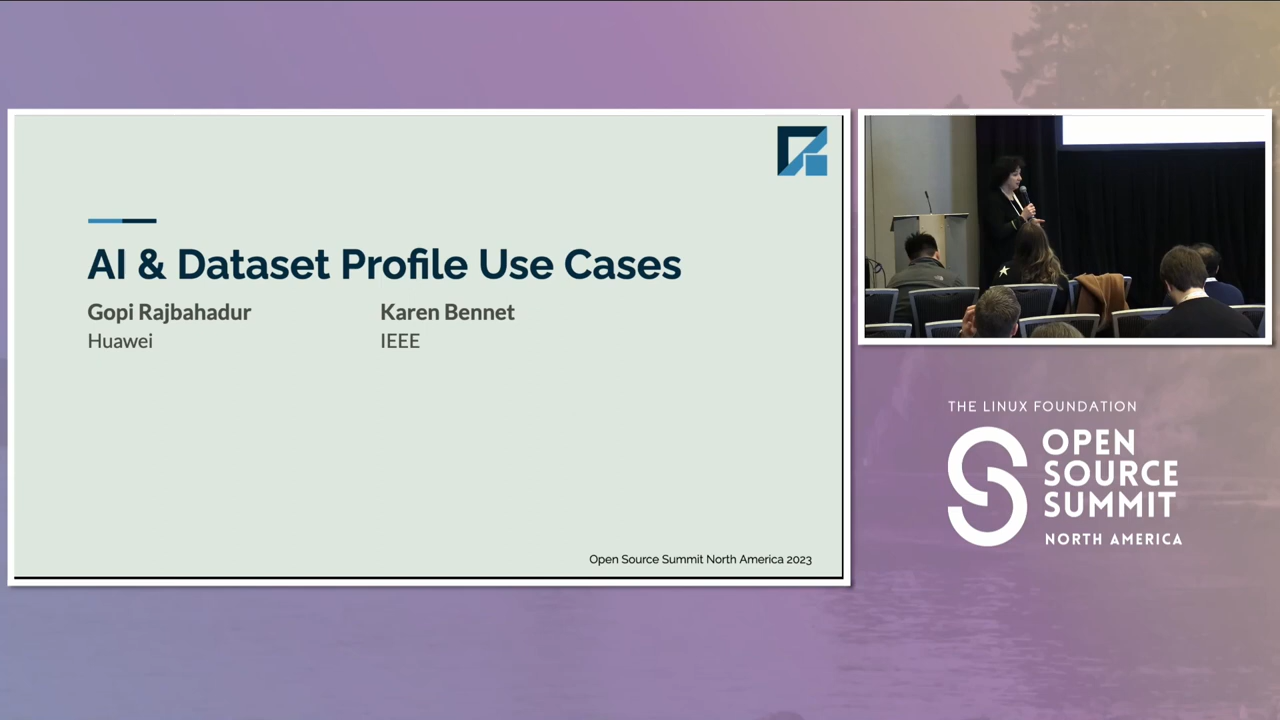 AI & Dataset Profile Use Cases
Gopi Rajbahadur
Karen Bennet
Huawei
IEEE
Open Source Summit North America 2023
THE LINUX FOUNDATION
OPEN
SOURCE
SUMMIT
NORTH AMERICA